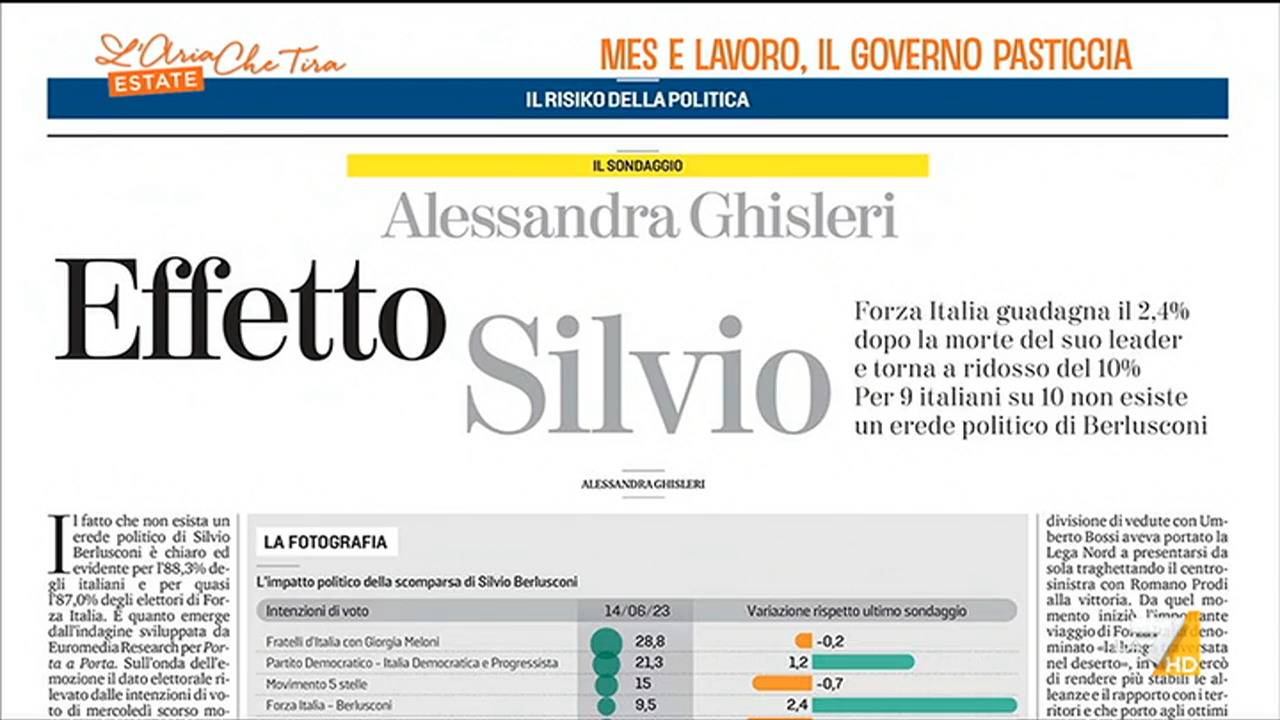 L'Aria Che Tira
ESTATE
MES E LAVORO, IL GOVERNO PASTICCIA
IL RISIKO DELLA POLITICA
IL SONDAGGIO
Alessandra Ghisleri
Effetto
Silvio
Forza Italia guadagna il 2,4%
dopo la morte del suo leader
e torna a ridosso del 10%
Per 9 italiani su 10 non esiste
un erede politico di Berlusconi
ALESSANDRA GHISLERI
Il fatto che non esista un
erede politico di Silvio
Berlusconi è chiaro ed
evidente per l'88,3% de-
gli italiani e per quasi
l'87,0% degli elettori di For-
za Italia. È quanto emerge
dall'indagine sviluppata da
Euromedia Research per Por-
ta a Porta. Sull'onda dell'e-
mozione il dato elettorale ri-
levato dalle intenzioni di vo-
to di mercoledì scorso mo-
LA FOTOGRAFIA
L'impatto politico della scomparsa di Silvio Berlusconi
Intenzioni di voto 14/06/23 Variazione rispetto ultimo sondaggio
Fratelli d'Italia con Giorgia Meloni 28,8 -0,2
Partito Democratico - Italia Democratica e Progressista 21,3 1,2
Movimento 5 stelle 15 -0,7
Forza Italia - Berlusconi 9,5 2,4
divisione di vedute con Um-
berto Bossi aveva portato la
Lega Nord a presentarsi da
sola traghettando il centro-
sinistra con Romano Prodi
alla vittoria. Da quel mo-
mento iniziò l'importante
viaggio di deno-
minato «la
nel deserto»,
di rendere più stabili le al-
leanze e il rapporto con i ter-
ritori e che portò agli ottimi
7 HD